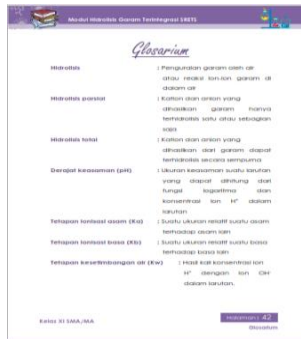 Modul Hidrolisis Garam Terintegrasi SRETS
Glosarium
Hidrolisis : Penguraian garam oleh air
atau reaksi ion-ion garam di
dalam air
Hidrolisis parsial : Kation dan anion yang
dihasilkan garam hanya
terhidrolisis satu atau sebagian
saja
Hidrolisis total : Kation dan anion yang
dihasilkan dari garam dapat
terhidrolisis secara sempurna
Derajat keasaman (pH) : Ukuran keasaman suatu larutan
yang dapat dihitung dari
fungsi logaritma dan
konsentrasi ion H⁺ dalam
larutan
Tetapan ionisasi asam (Ka) : Suatu ukuran relatif suatu asam
terhadap asam lain
Tetapan ionisasi basa (Kb) : Suatu ukuran relatif suatu basa
terhadap basa lain
Tetapan kesetimbangan air (Kw) : Hasil kali konsentrasi ion
H⁺ dengan ion OH⁻
dalam larutan.
Kelas XI SMA/MA
Halaman | 42
Glosarium